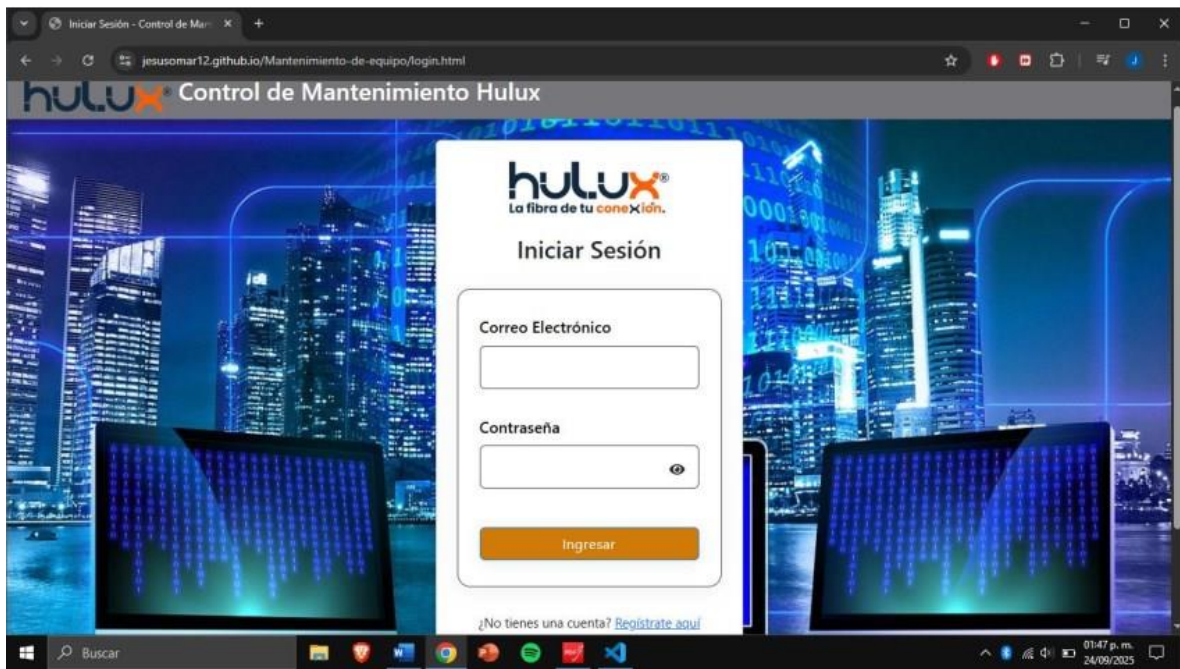 Iniciar Sesión - Control de Man
jesusomar12.github.io/Mantenimiento-de-equipo/login.html
hulux Control de Mantenimiento Hulux
hulux®
La fibra de tu conexión.
Iniciar Sesión
Correo Electrónico
Contraseña
Ingresar
¿No tienes una cuenta? Regístrate aquí
Buscar
01:47 p. m.
24/09/2025